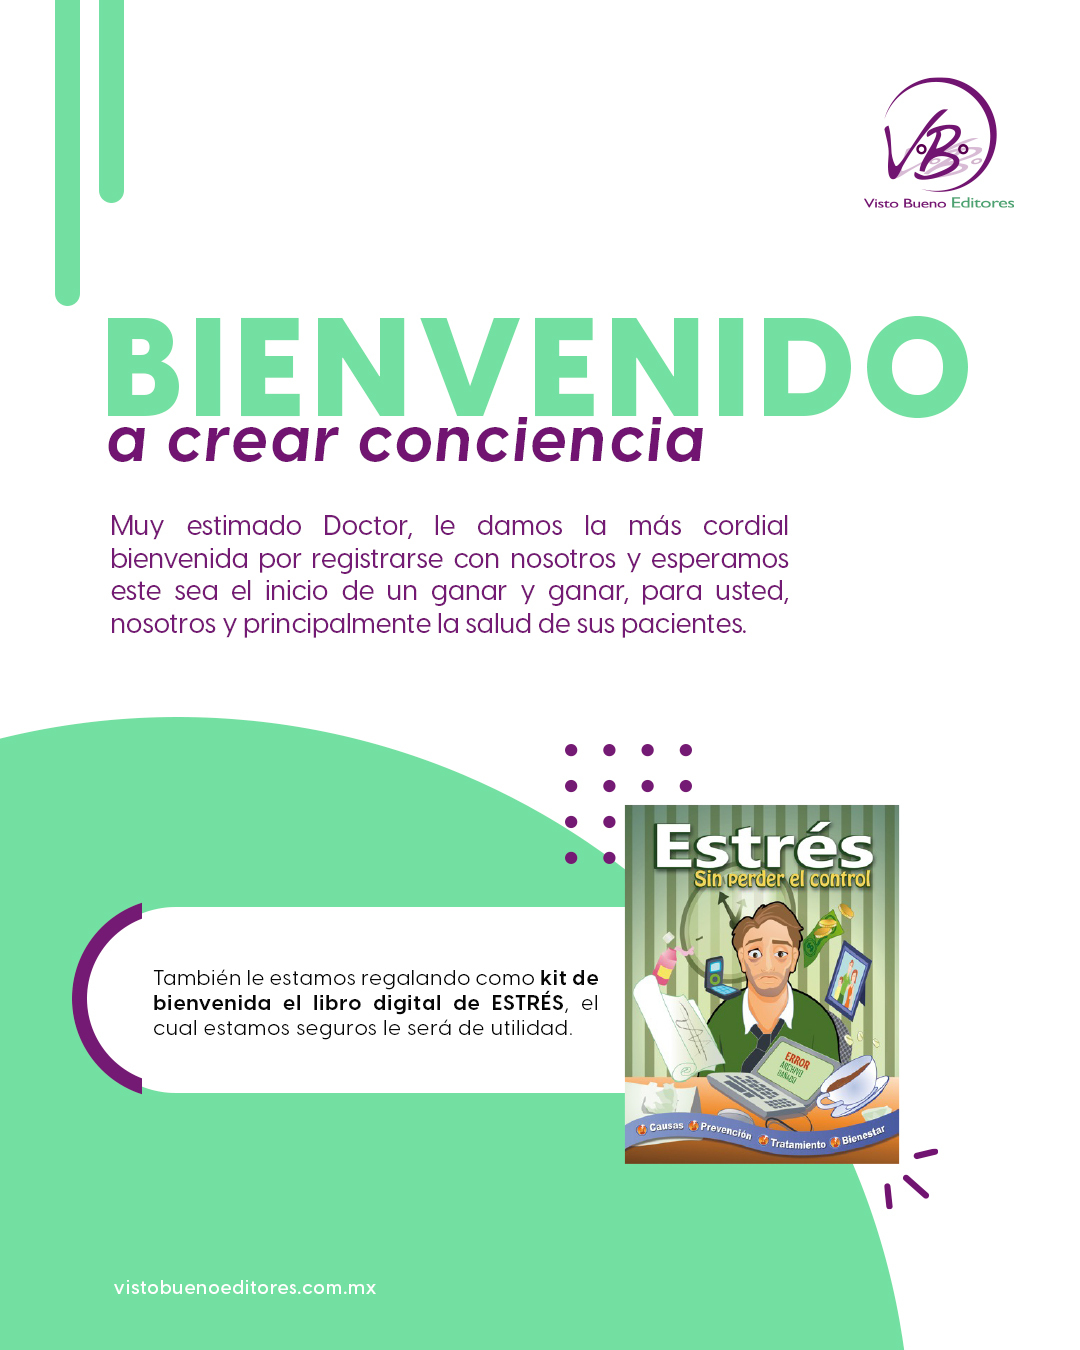 V.B.
Visto Bueno Editores
BIENVENIDO
a crear conciencia
Muy estimado Doctor, le damos la más cordial
bienvenida por registrarse con nosotros y esperamos
este sea el inicio de un ganar y ganar, para usted,
nosotros y principalmente la salud de sus pacientes.
También le estamos regalando como kit de
bienvenida el libro digital de ESTRÉS, el
cual estamos seguros le será de utilidad.
Estrés
Sin perder el control
ERROR
ARCHIVO
DAÑADO
Causas Prevención Tratamiento Bienestar
vistobuenoeditores.com.mx